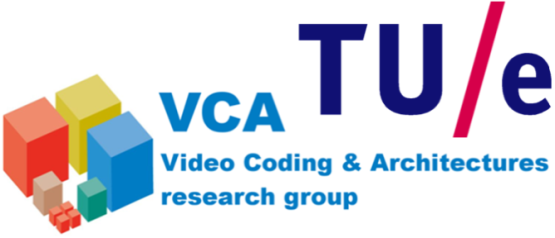 TU/e
VCA
Video Coding & Architectures
research group